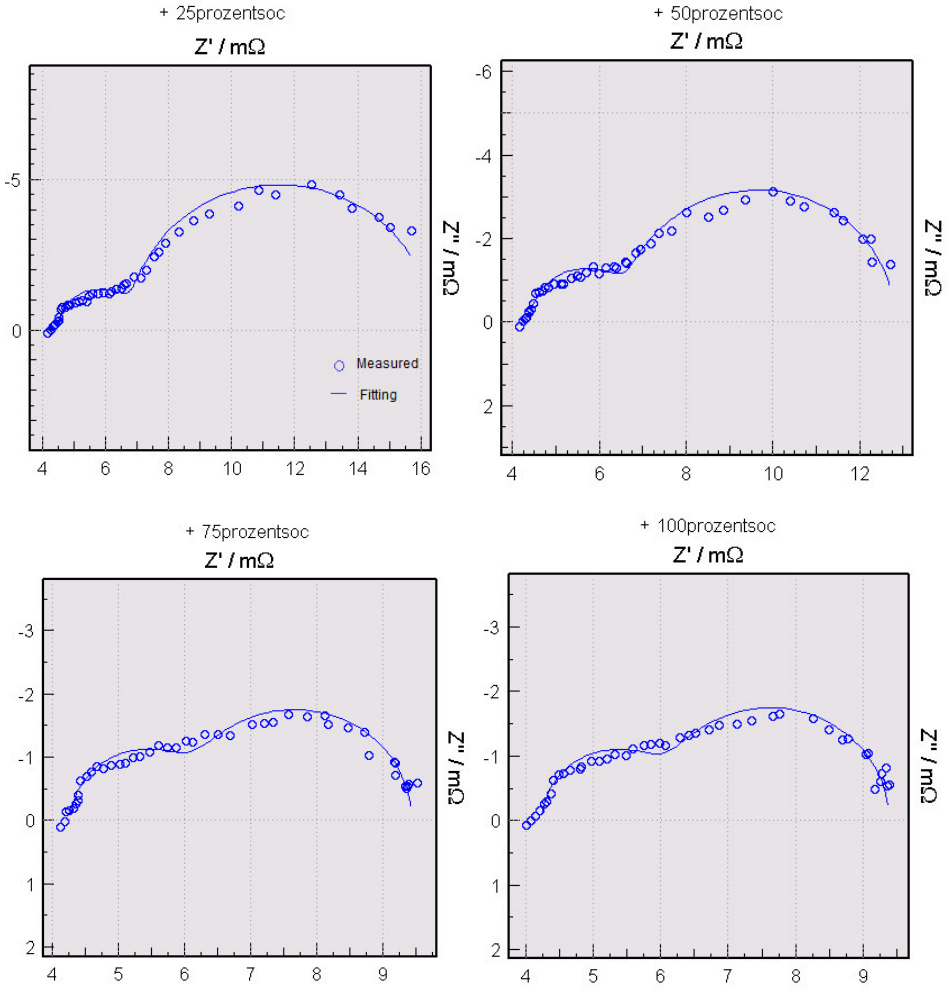 + 25prozentsoc
Z' / mΩ
-5
0
4 6 8 10 12 14 16
Z'' / mΩ
Measured
Fitting
+ 50prozentsoc
Z' / mΩ
-6
-4
-2
0
2
4 6 8 10 12
Z'' / mΩ
+ 75prozentsoc
Z' / mΩ
-3
-2
-1
0
1
2
4 5 6 7 8 9
Z'' / mΩ
+ 100prozentsoc
Z' / mΩ
-3
-2
-1
0
1
2
4 5 6 7 8 9
Z'' / mΩ